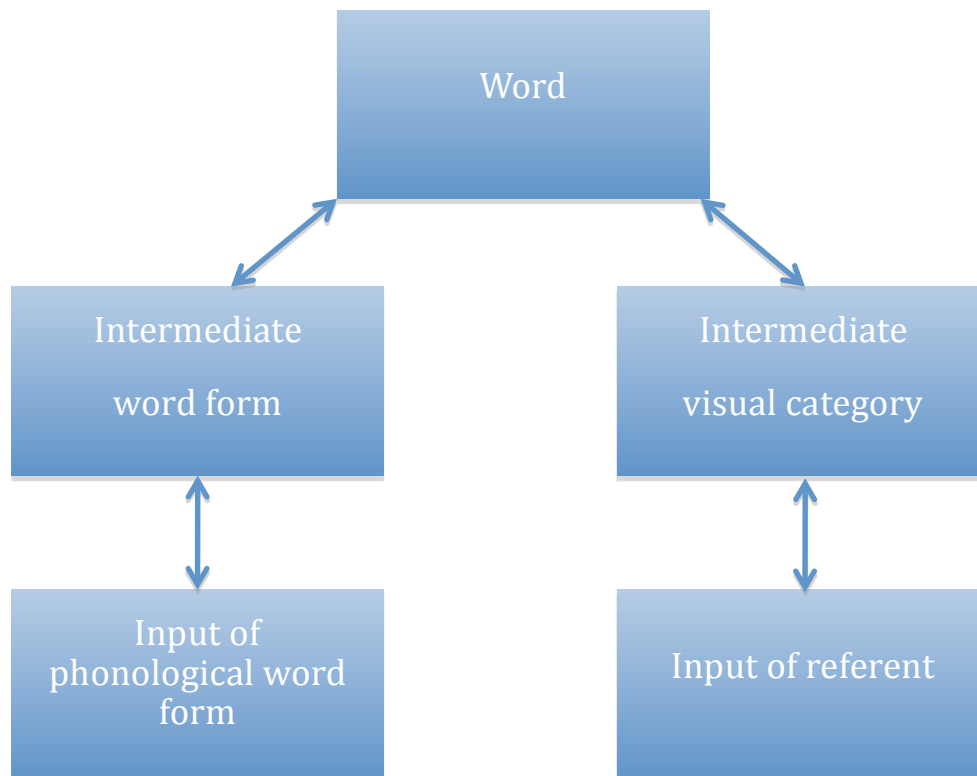 Word
Intermediate
word form
Intermediate
visual category
Input of
phonological word
form
Input of referent